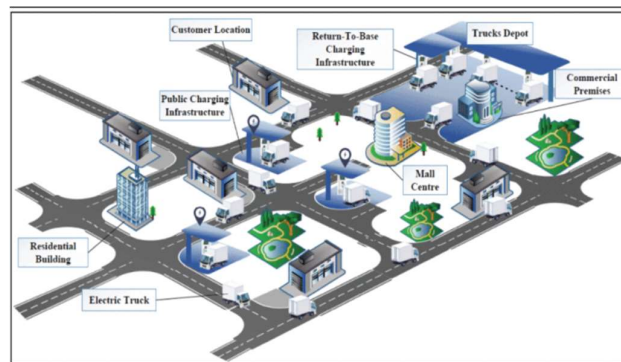 Customer Location
Return-To-Base
Charging
Infrastructure
Trucks Depot
Commercial
Premises
Public Charging
Infrastructure
Mall
Centre
Residential
Building
Electric Truck